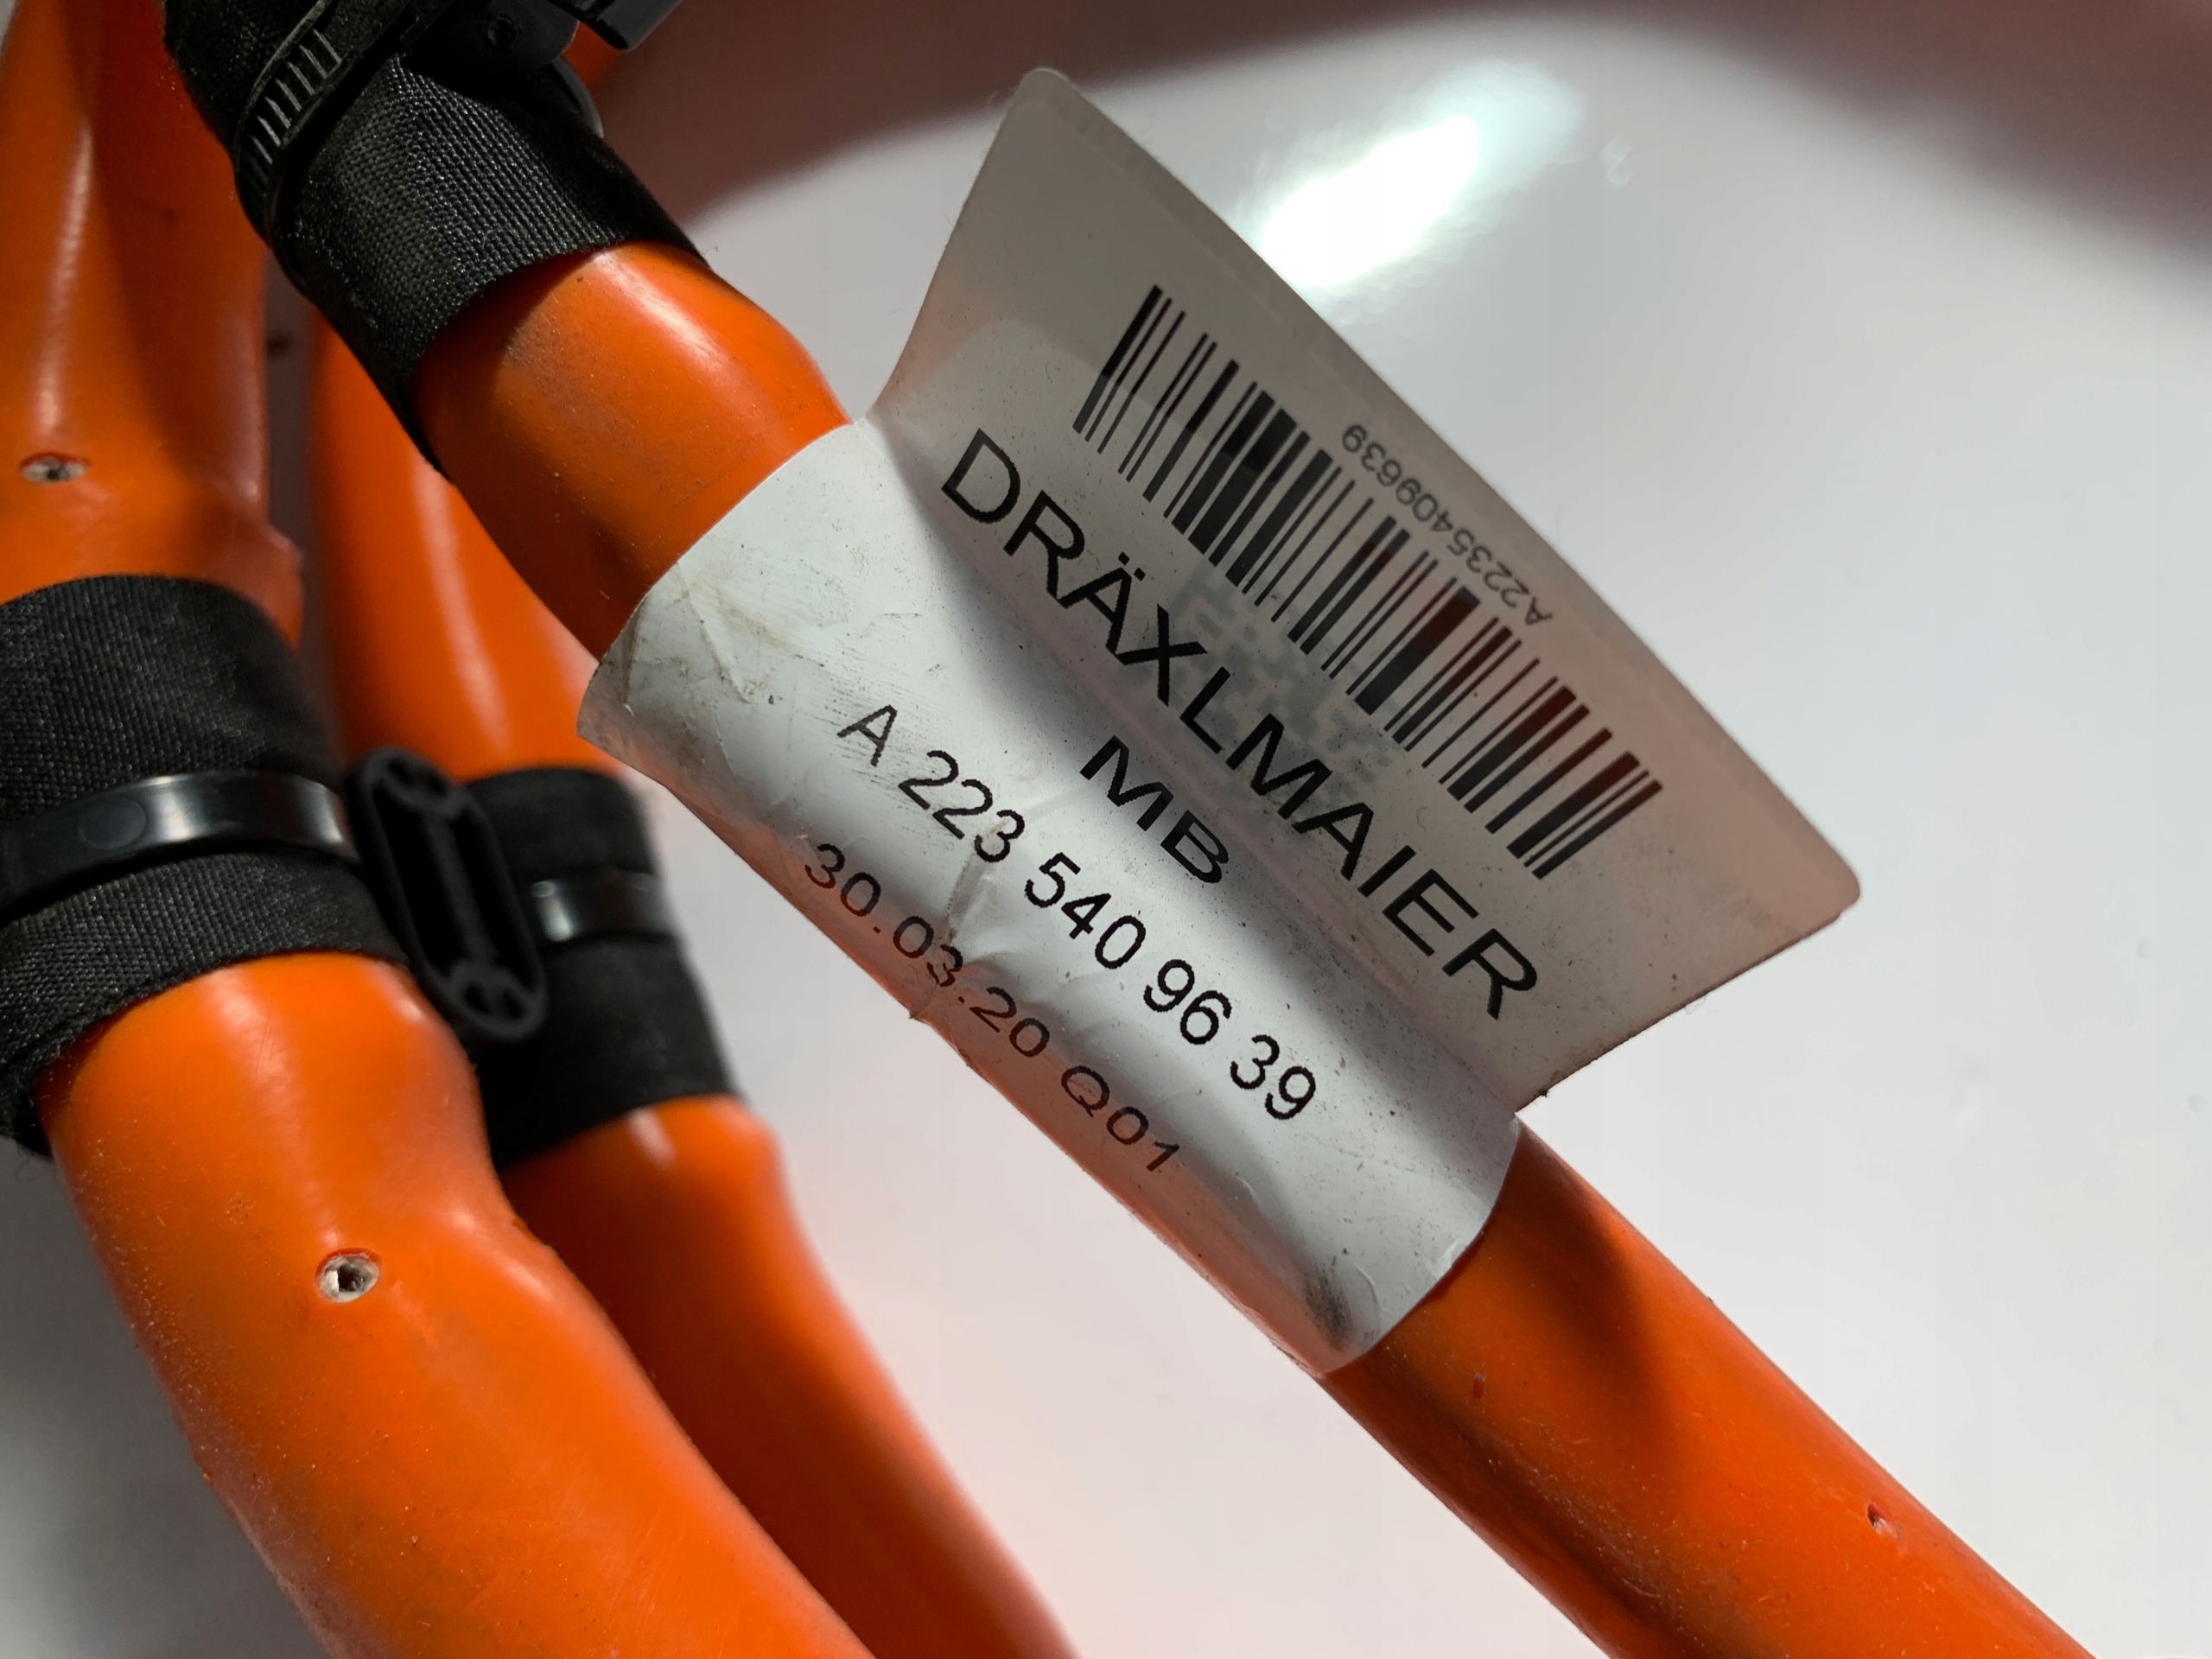 A2235409639
DRÄXLMAIER
MB
A 223 540 96 39
30.03.20 Q01